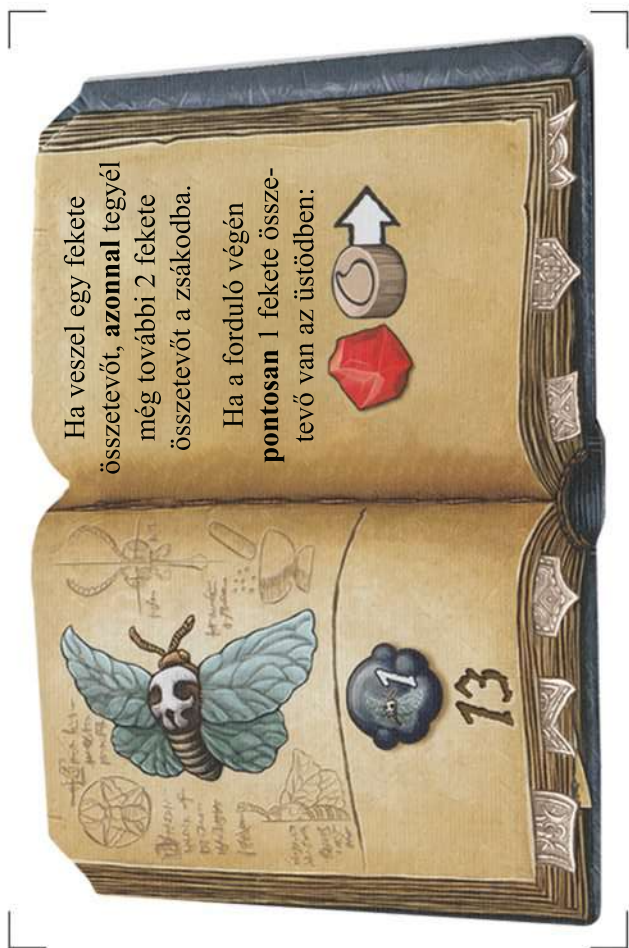 1
13
Ha veszel egy fekete
összetevőt, azonnal tegyél
még további 2 fekete
összetevőt a zsákodba.
Ha a forduló végén
pontosan 1 fekete össze-
tevő van az üstödben: